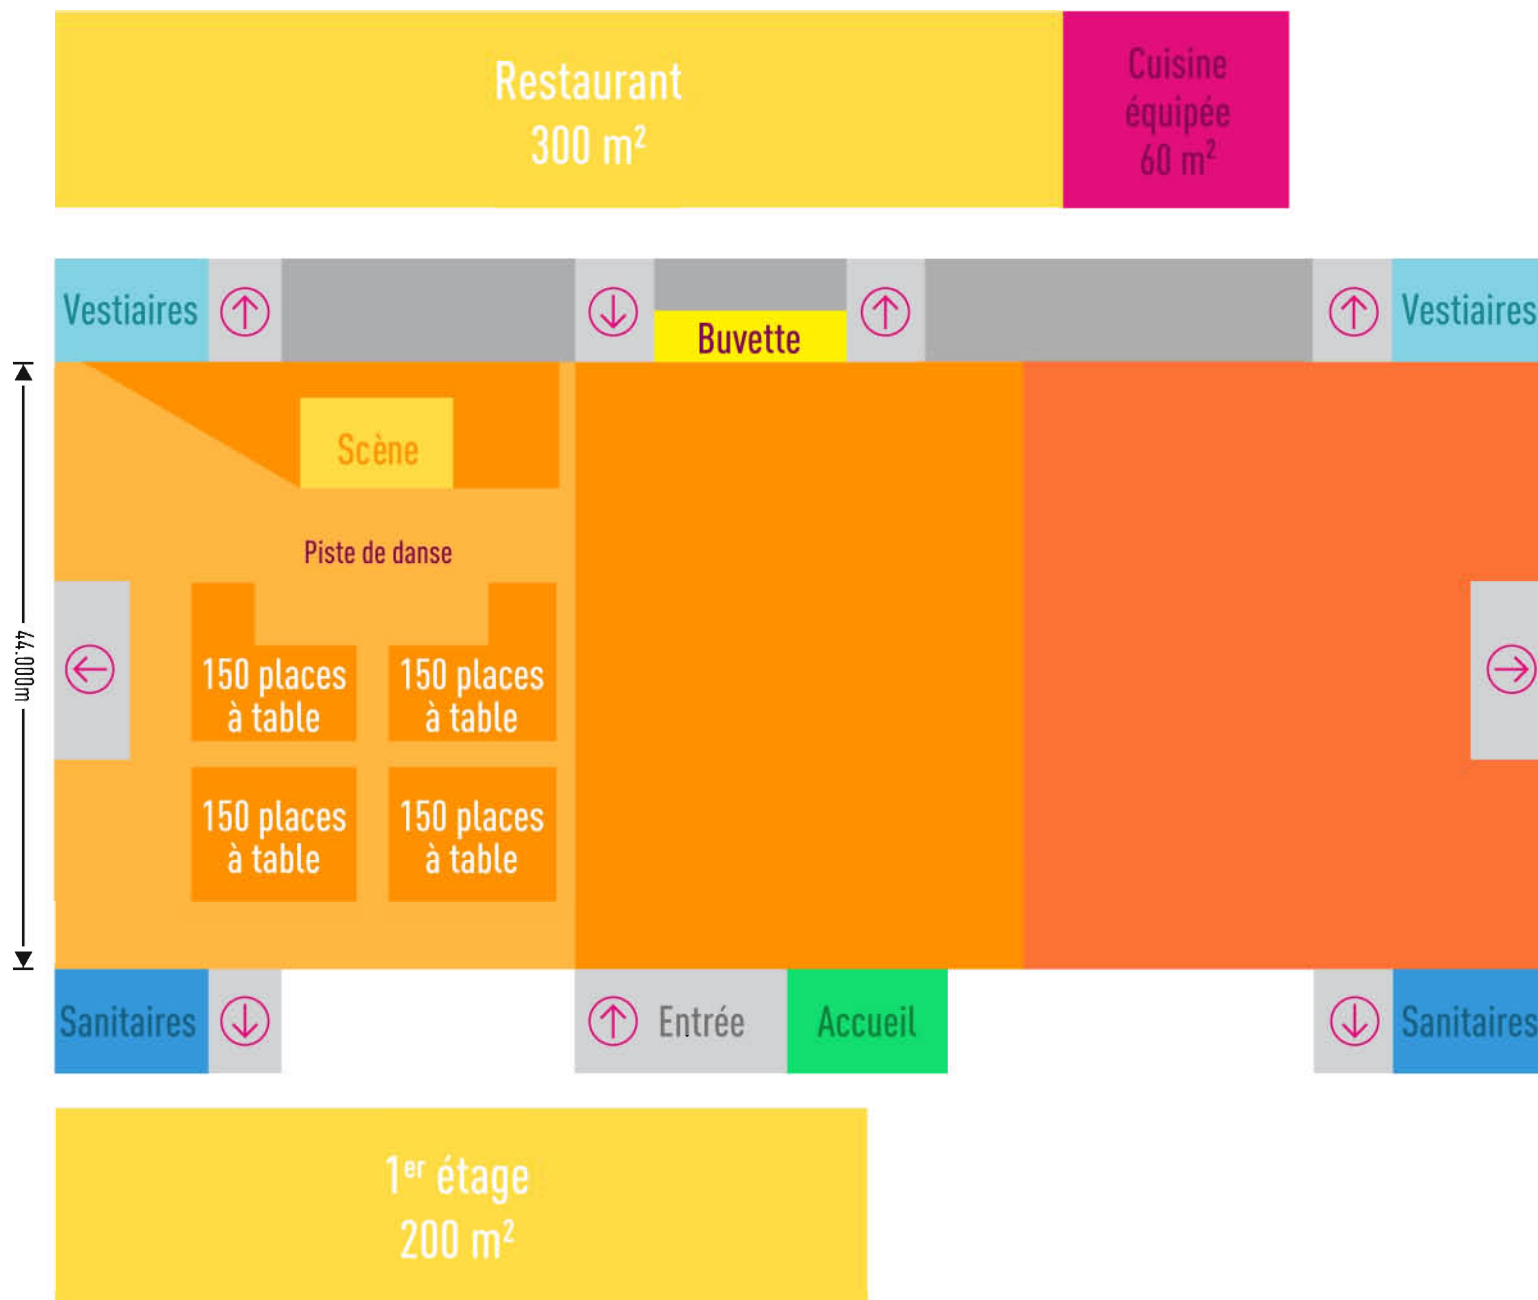 Restaurant
300 m²
Cuisine
équipée
60 m²
Vestiaires
Buvette
Vestiaires
Scène
Piste de danse
44.000m
150 places
à table
150 places
à table
150 places
à table
150 places
à table
Sanitaires
Entrée
Accueil
Sanitaires
1er étage
200 m²